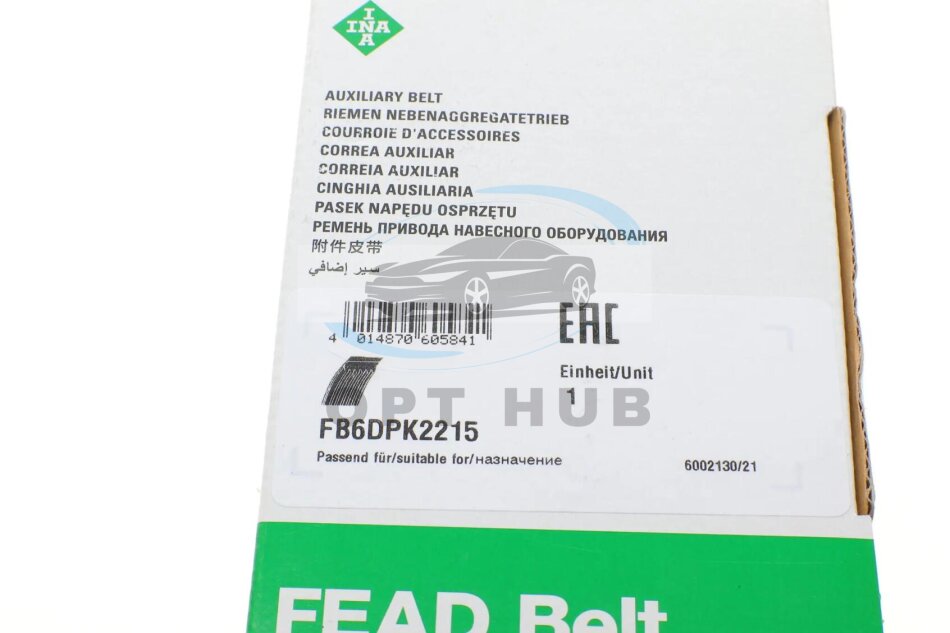 INA
INA
AUXILIARY BELT
RIEMEN NEBENAGGREGATETRIEB
COURROIE D'ACCESSOIRES
CORREA AUXILIAR
CORREIA AUXILIAR
CINGHIA AUSILIARIA
PASEK NAPĘDU OSPRZĘTU
РЕМЕНЬ ПРИВОДА НАВЕСНОГО ОБОРУДОВАНИЯ
附件皮带
سير إضافي
4 014870 605841
EAC
Einheit/Unit
1
OPT HUB
FB6DPK2215
Passend für/suitable for/назначение
6002130/21
FEAD Belt